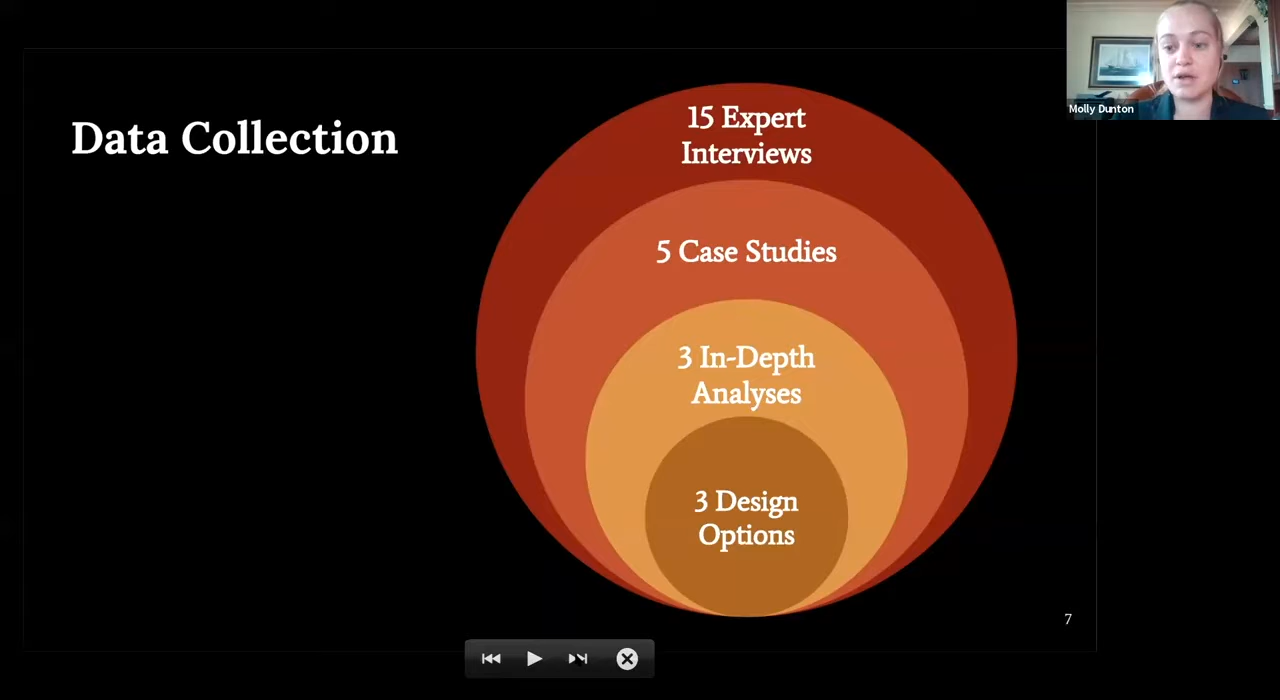 Data Collection
15 Expert
Interviews
5 Case Studies
3 In-Depth
Analyses
3 Design
Options
7
Molly Dunton